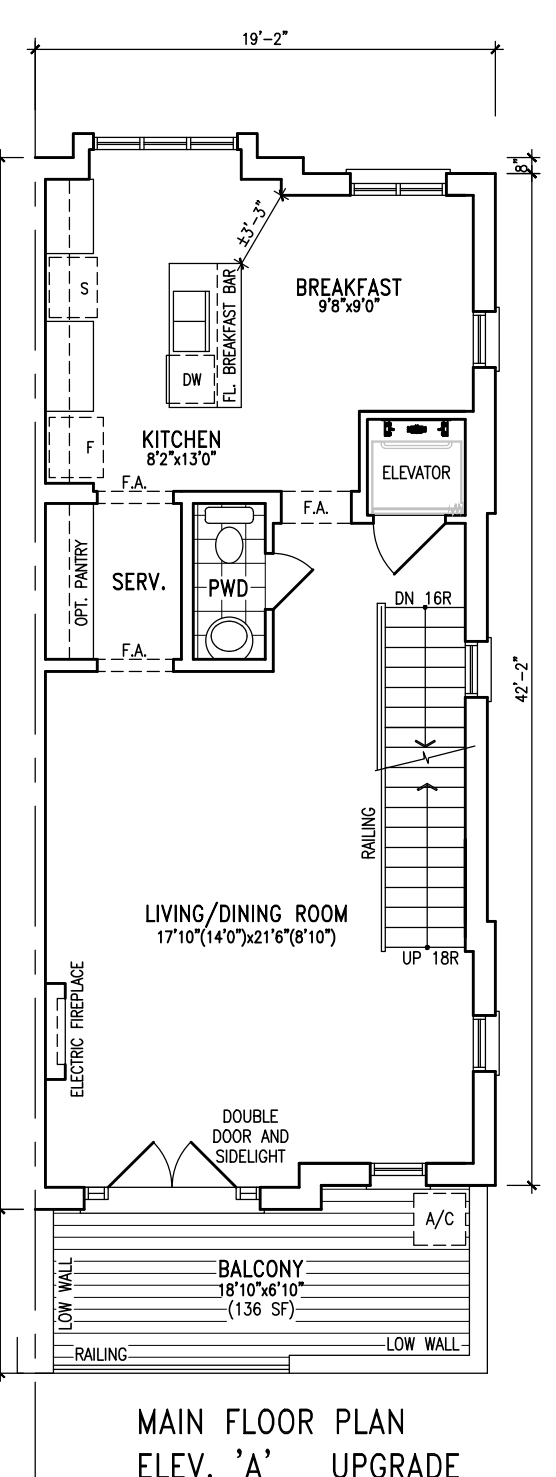 19'-2"
8"
±3'-3"
BREAKFAST
9'8"x9'0"
S
FL. BREAKFAST BAR
DW
KITCHEN
8'2"x13'0"
F
ELEVATOR
F.A.
F.A.
OPT. PANTRY
SERV.
PWD
DN 16R
F.A.
42'-2"
RAILING
LIVING/DINING ROOM
17'10"(14'0")x21'6"(8'10")
UP 18R
ELECTRIC FIREPLACE
DOUBLE
DOOR AND
SIDELIGHT
A/C
BALCONY
18'10"x6'10"
(136 SF)
LOW WALL
LOW WALL
RAILING
MAIN FLOOR PLAN
ELEV. 'A' UPGRADE